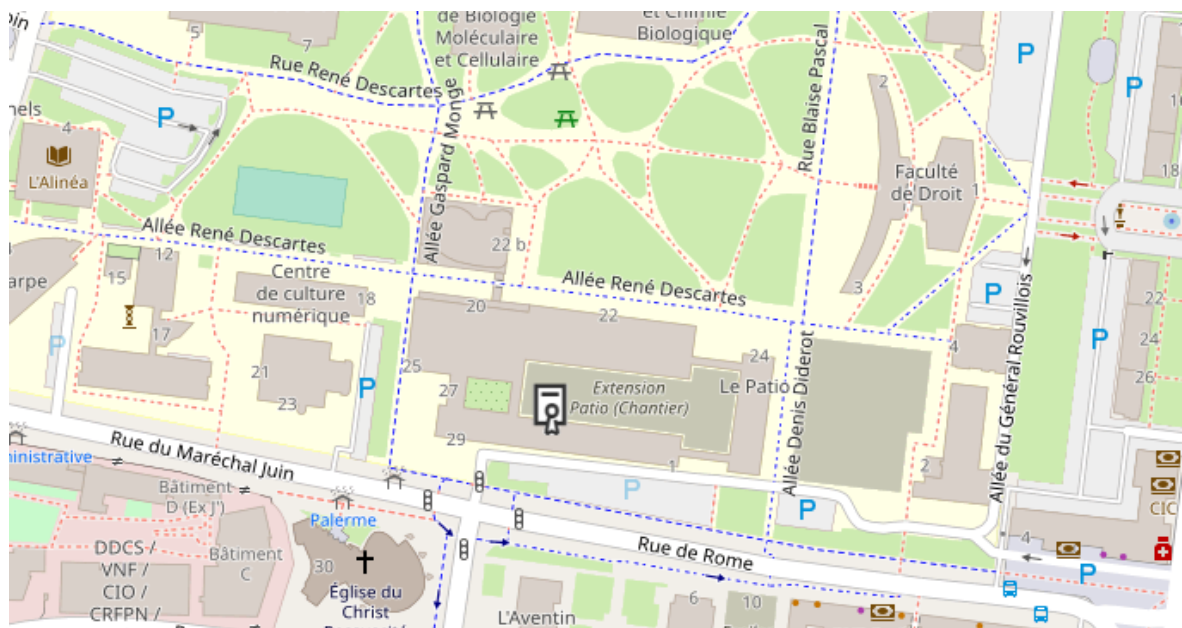 de Biologie
Moléculaire
et Cellulaire
et Chimie
Biologique
5
7
Rue René Descartes
P
P
P
2
nels
4
L'Alinéa
Allée Gaspard Monge
Rue Blaise Pascal
Faculté
de Droit
1
18
Allée René Descartes
22 b
12
15
arpe
Centre
de culture
numérique
18
Allée René Descartes
3
P
22
20
22
17
P
25
24
4
P
24
21
P
27
Extension
Patio (Chantier)
Le Patio
26
23
29
Allée Denis Diderot
Allée du Général Rouvillois
Rue du Maréchal Juin
1
2
ministrative
Bâtiment
D (Ex J')
P
P
CIC
Palerme
DDCS /
VNF /
CIO /
CRFPN /
Bâtiment
C
30
Église du
Christ
Rue de Rome
4
P
L'Aventin
6
10